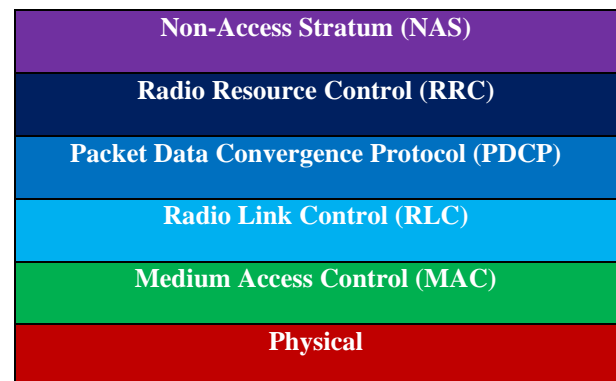 Non-Access Stratum (NAS)
Radio Resource Control (RRC)
Packet Data Convergence Protocol (PDCP)
Radio Link Control (RLC)
Medium Access Control (MAC)
Physical